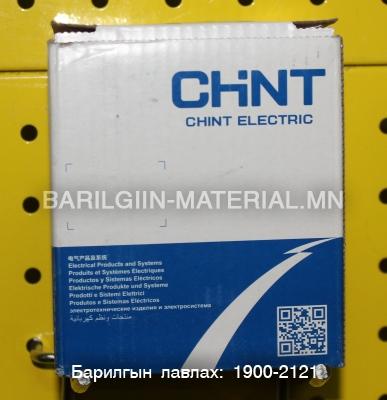 CHiNT
CHINT ELECTRIC
BARILGIIN-MATERIAL.MN
电气产品及系统
Electrical Products and Systems
Produits et Systèmes Électriques
Productos y Sistemas Eléctricos
Elektrische Produkte und Systeme
Prodotti e Sistemi Elettrici
Produtos e Sistemas Eléctricos
электротехнические изделия и электросистема
منتجات ونظم كهربائية
Барилгын лавлах: 1900-2121